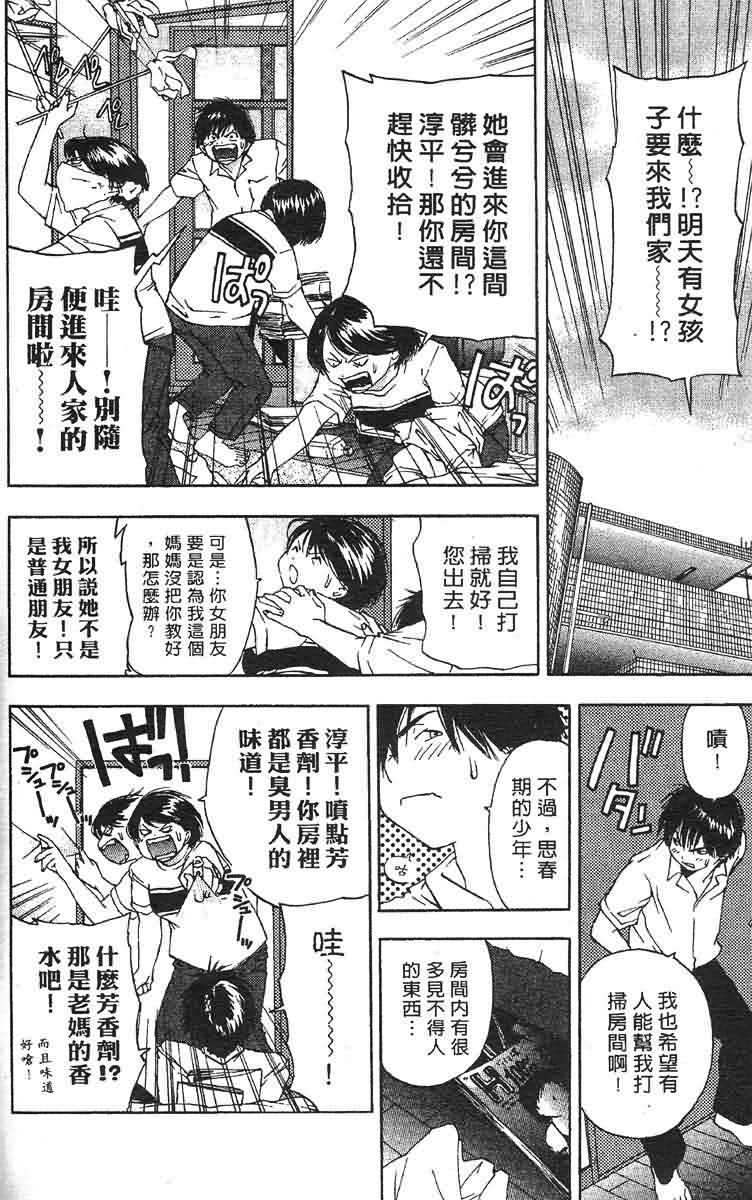 什麼～!?明天有女孩
子要來我們家～～～!?
她會進來你這間
髒兮兮的房間!?
淳平！那你還不
趕快收拾！
ぱっ
ばっ
ペペペ
哇──！別隨
便進來人家的
房間啦～～～！
我自己打
掃就好！
您出去！
可是…你女朋友
要是認為我這個
媽媽沒把你教好
，那怎麼辦？
所以說她不是
我女朋友！只
是普通朋友！
嘖！
バタン
我也希望有
人能幫我打
掃房間啊！
不過，思春
期的少年…
房間内有很
多見不得人
的東西…
ばっ
プシュー
プシュー
淳平！噴點芳
香劑！你房裡
都是臭男人的
味道！
哇～～～！
什麼芳香劑!?
那是老媽的香
水吧！
而且味道
好嗆！